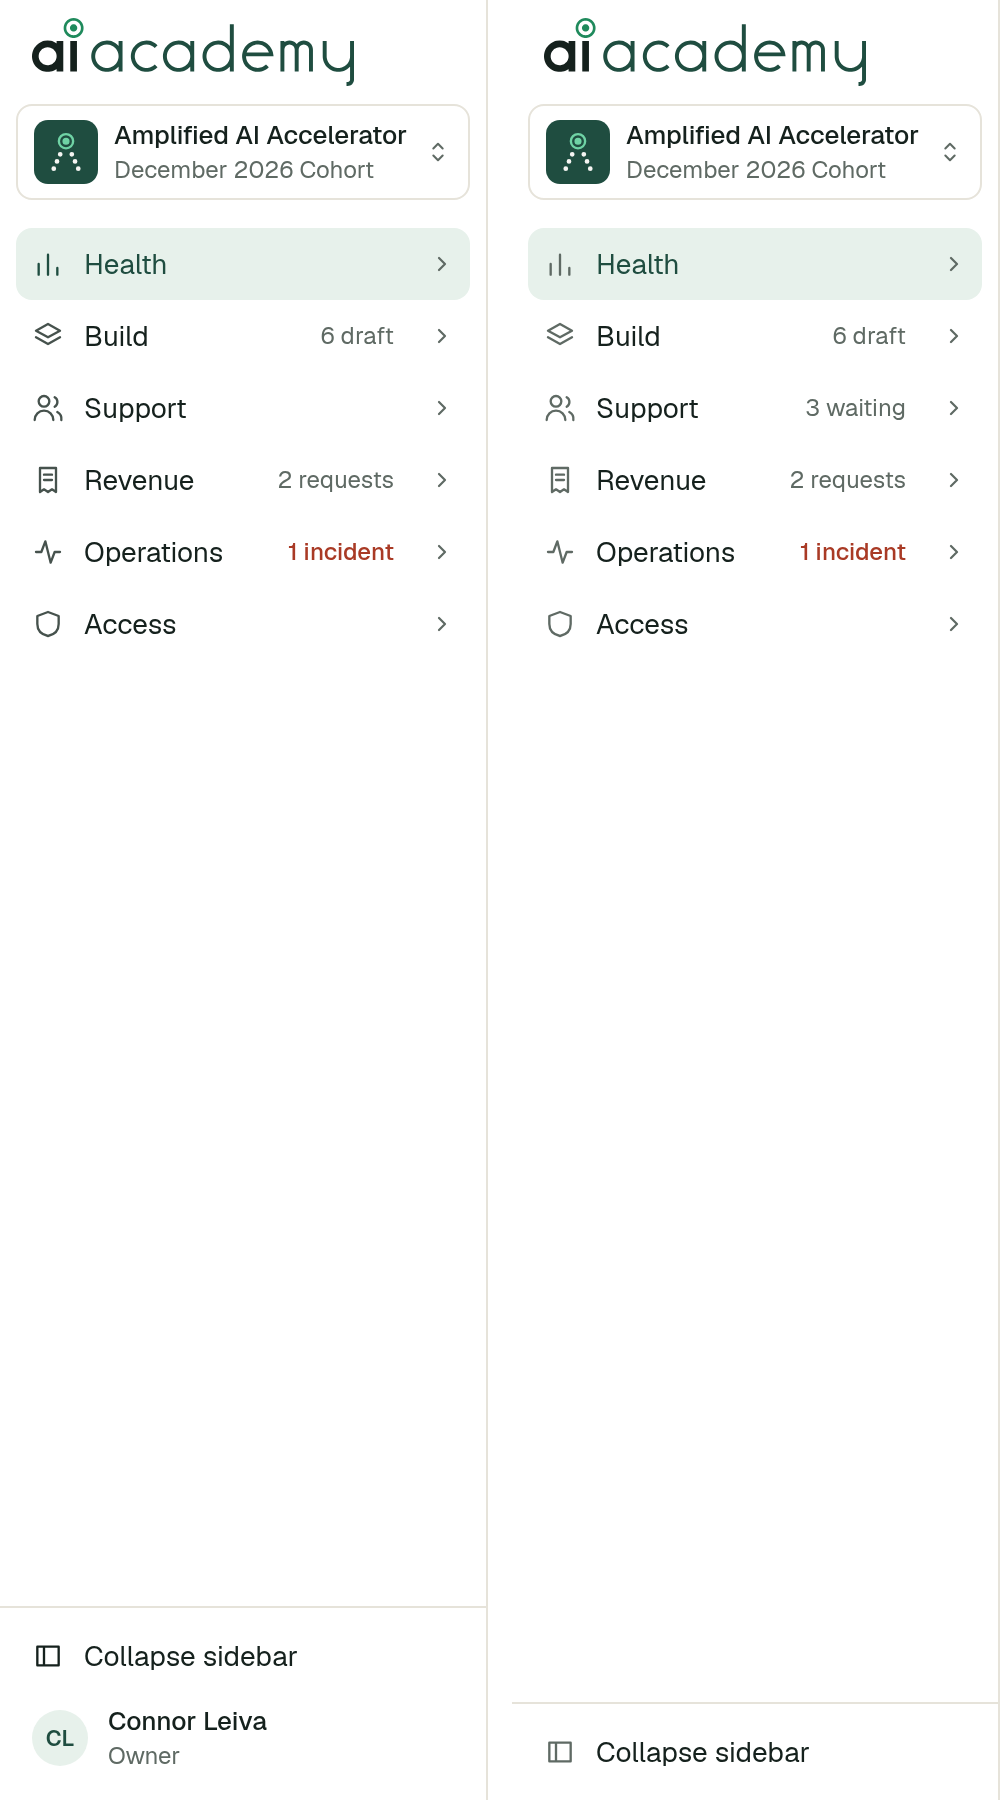 ai academy
Amplified AI Accelerator
December 2026 Cohort
Health
Build 6 draft
Support
Revenue 2 requests
Operations 1 incident
Access
Collapse sidebar
CL
Connor Leiva
Owner
ai academy
Amplified AI Accelerator
December 2026 Cohort
Health
Build 6 draft
Support 3 waiting
Revenue 2 requests
Operations 1 incident
Access
Collapse sidebar